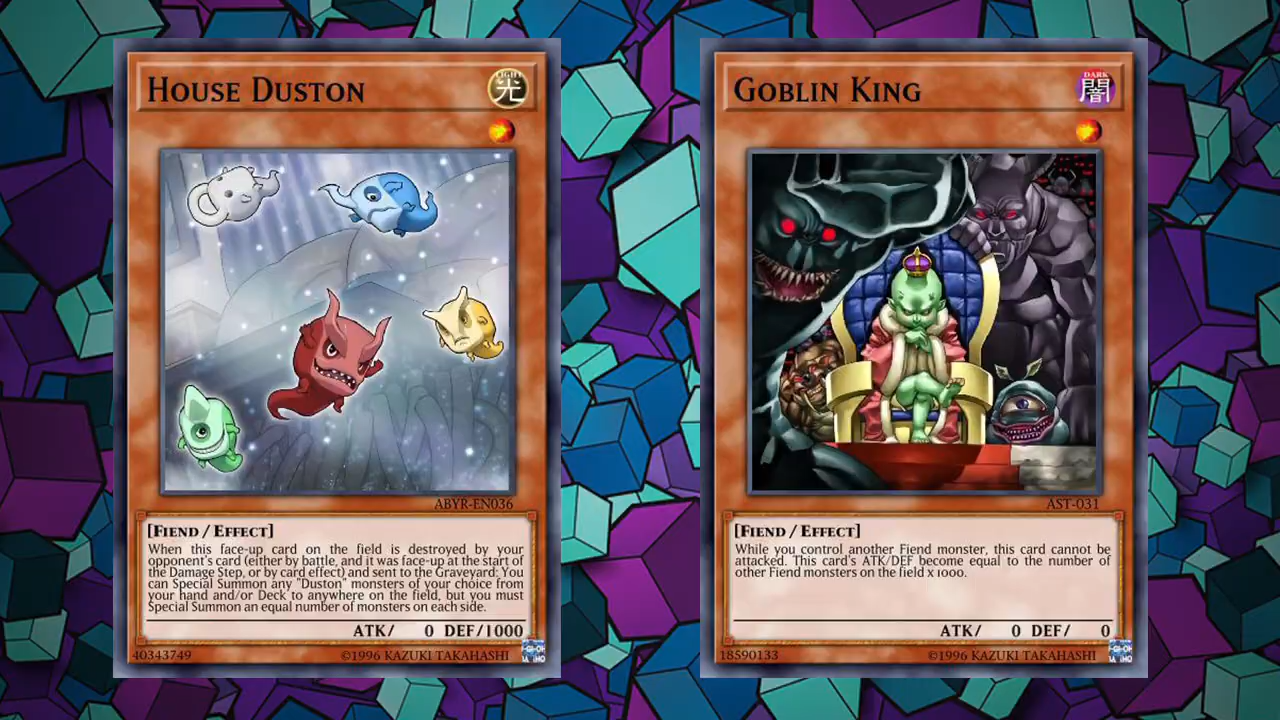 House Duston
LIGHT
光
ABYR-EN036
[Fiend / Effect]
When this face-up card on the field is destroyed by your
opponent's card (either by battle, and it was face-up at the start of
the Damage Step, or by card effect) and sent to the Graveyard: You
can Special Summon any "Duston" monsters of your choice from
your hand and/or Deck to anywhere on the field, but you must
Special Summon an equal number of monsters on each side.
ATK/ 0 DEF/1000
40343749
©1996 KAZUKI TAKAHASHI
Goblin King
DARK
闇
AST-031
[Fiend / Effect]
While you control another Fiend monster, this card cannot be
attacked. This card's ATK/DEF become equal to the number of
other Fiend monsters on the field x 1000.
ATK/ 0 DEF/ 0
18590133
©1996 KAZUKI TAKAHASHI